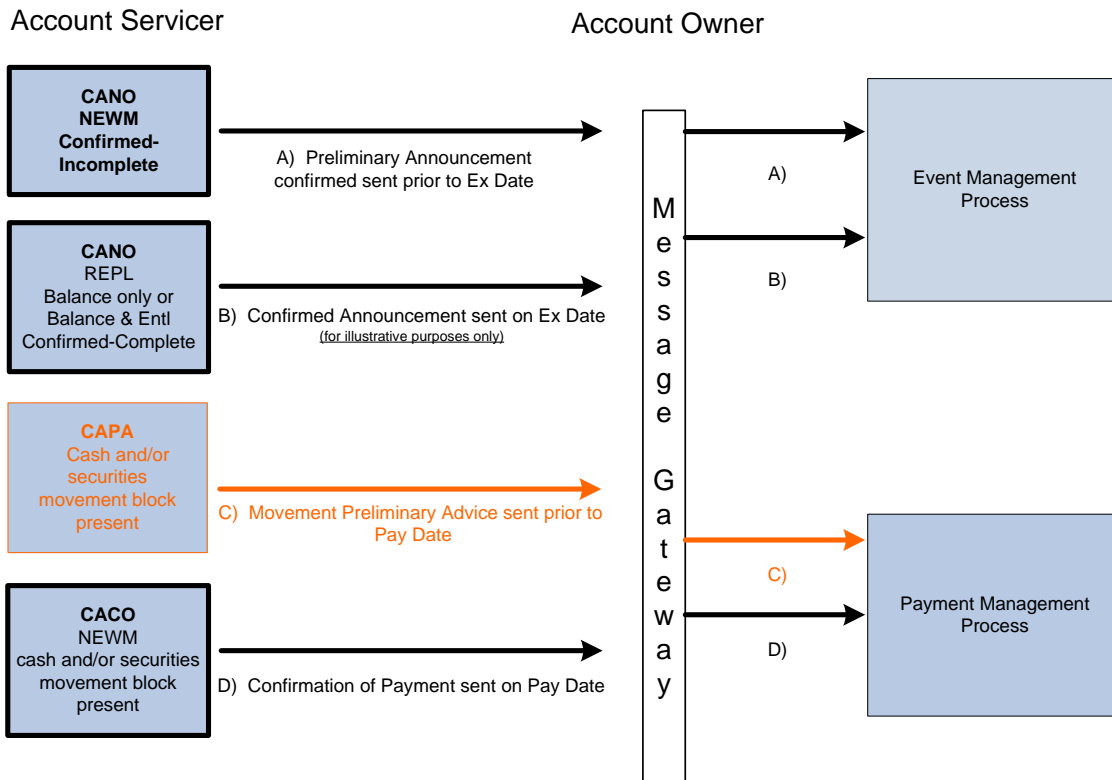 Account Servicer
Account Owner
CANO
NEWM
Confirmed-
Incomplete
A) Preliminary Announcement
confirmed sent prior to Ex Date
CANO
REPL
Balance only or
Balance & Entl
Confirmed-Complete
B) Confirmed Announcement sent on Ex Date
(for illustrative purposes only)
CAPA
Cash and/or
securities
movement block
present
C) Movement Preliminary Advice sent prior to
Pay Date
CACO
NEWM
cash and/or securities
movement block
present
D) Confirmation of Payment sent on Pay Date
Message Gateway
A)
B)
Event Management
Process
C)
D)
Payment Management
Process